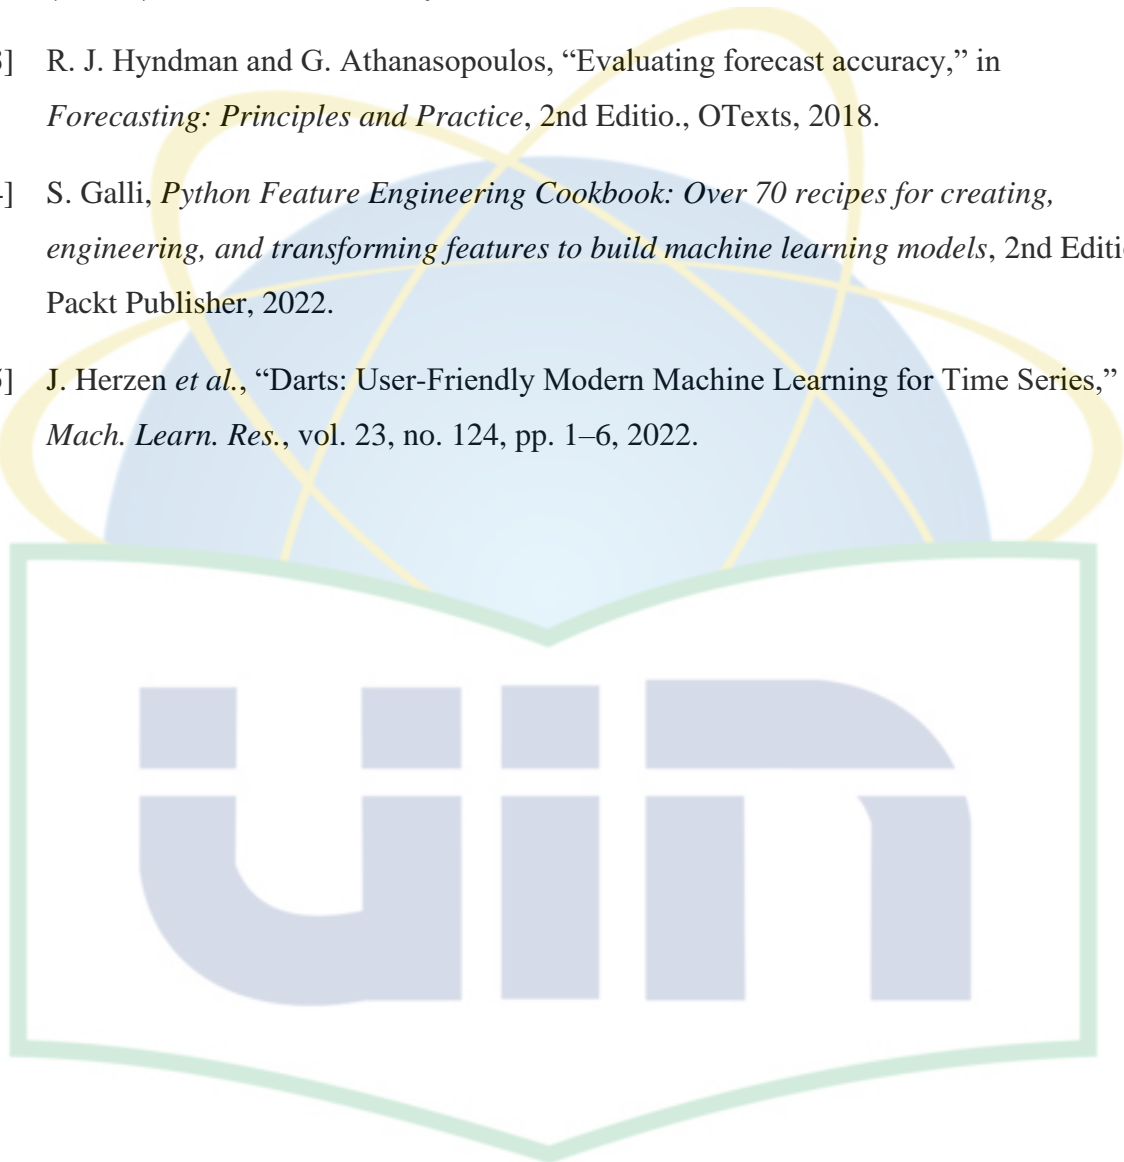 3] R. J. Hyndman and G. Athanasopoulos, “Evaluating forecast accuracy,” in
Forecasting: Principles and Practice, 2nd Editio., OTexts, 2018.
4] S. Galli, Python Feature Engineering Cookbook: Over 70 recipes for creating,
engineering, and transforming features to build machine learning models, 2nd Editi
Packt Publisher, 2022.
5] J. Herzen et al., “Darts: User-Friendly Modern Machine Learning for Time Series,”
Mach. Learn. Res., vol. 23, no. 124, pp. 1–6, 2022.
uin